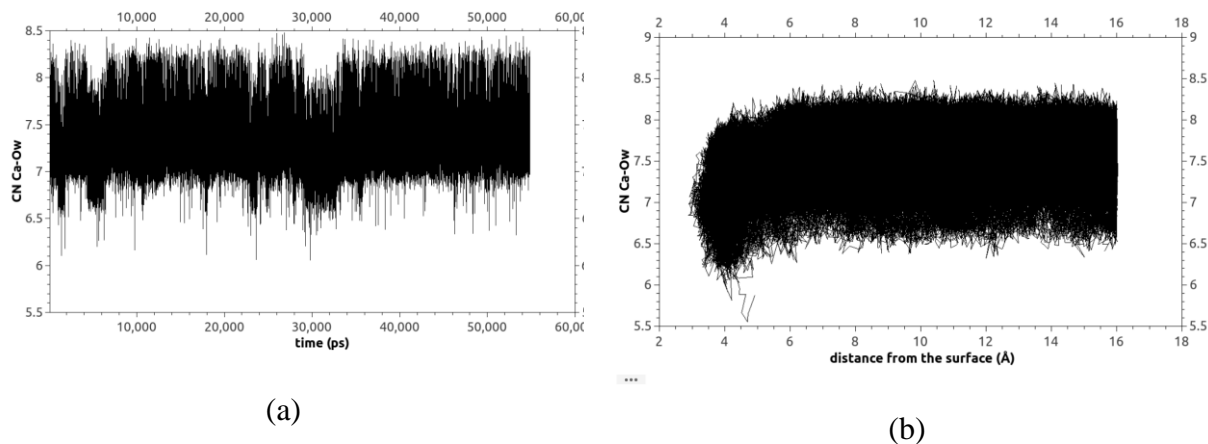 10,000 20,000 30,000 40,000 50,000 60,00
8.5
8
7.5
7
6.5
6
5.5
CN Ca-Ow
10,000 20,000 30,000 40,000 50,000 60,00
time (ps)
(a)
2 4 6 8 10 12 14 16 18
9 9
8.5 8.5
8 8
7.5 7.5
7 7
6.5 6.5
6 6
5.5 5.5
CN Ca-Ow
2 4 6 8 10 12 14 16 18
distance from the surface (Å)
(b)